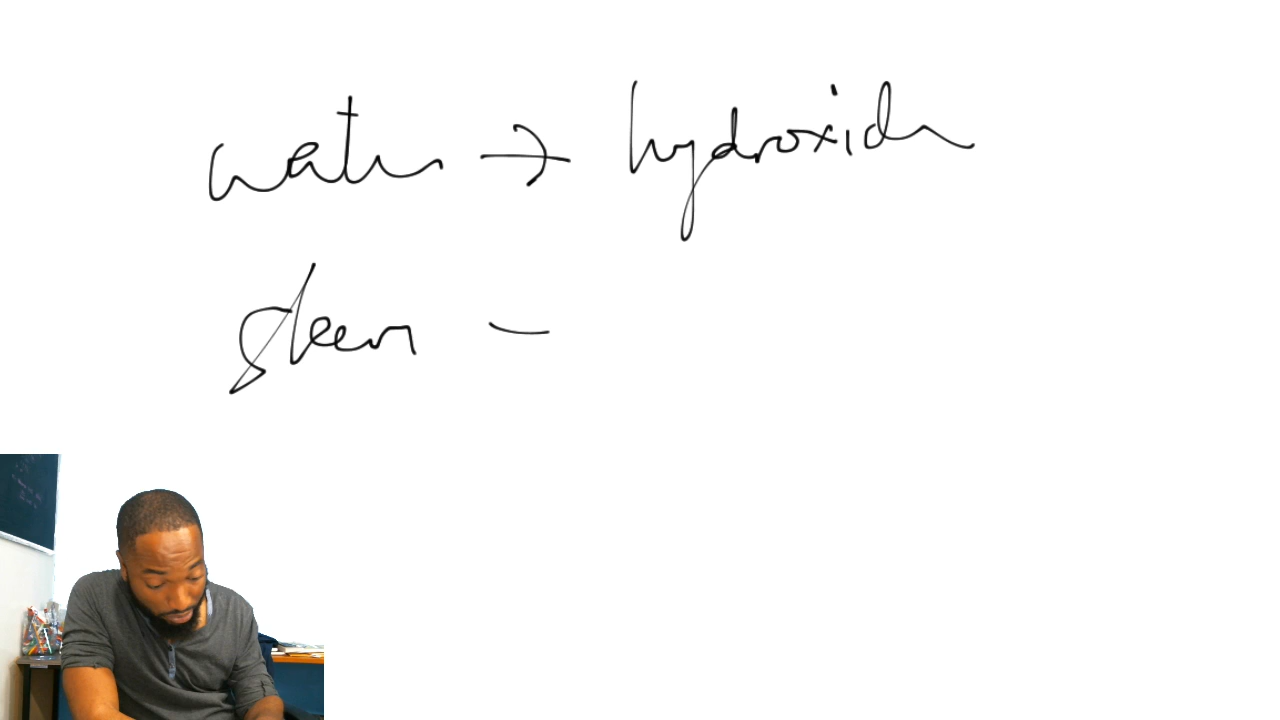 water → hydroxide
steam –